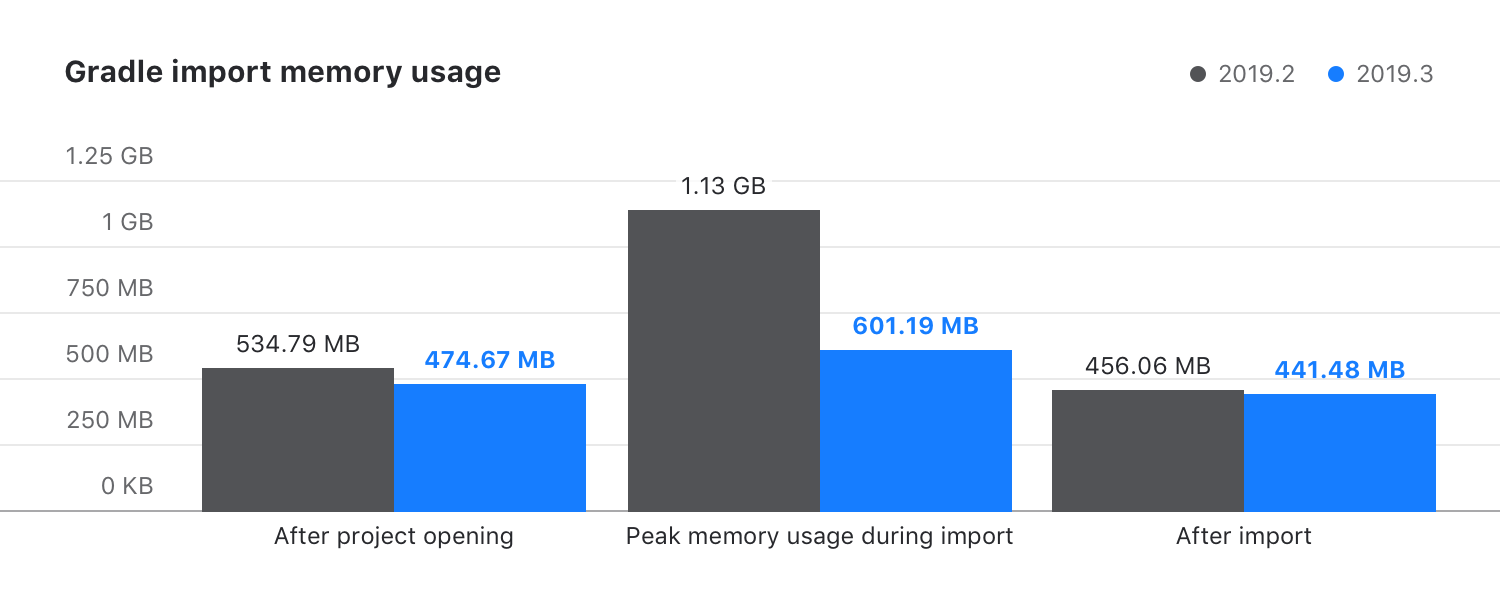 Gradle import memory usage
2019.2
2019.3
1.25 GB
1 GB
750 MB
500 MB
250 MB
0 KB
534.79 MB
474.67 MB
1.13 GB
601.19 MB
456.06 MB
441.48 MB
After project opening
Peak memory usage during import
After import